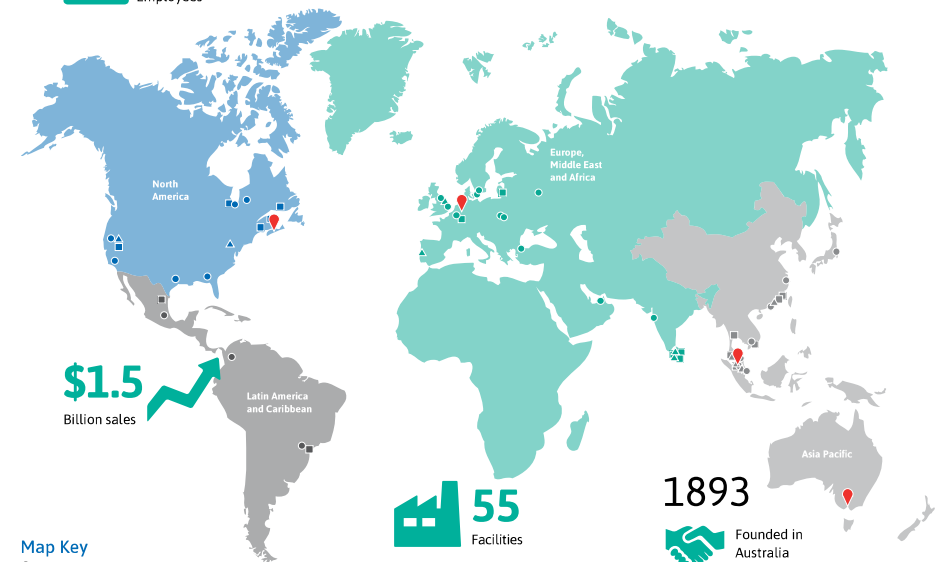 Employees
Europe,
Middle East
and Africa
North
America
$1.5
Billion sales
Latin America
and Caribbean
Asia Pacific
55
Facilities
1893
Founded in
Australia
Map Key